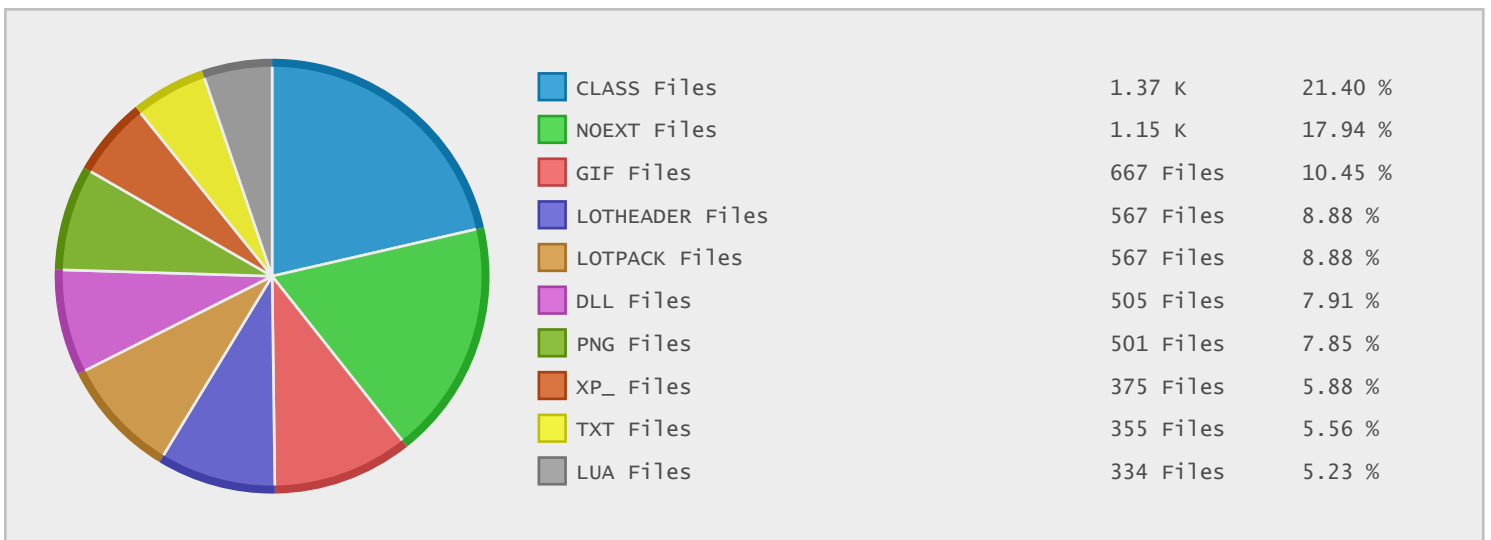 CLASS Files 1.37 K 21.40 %
NOEXT Files 1.15 K 17.94 %
GIF Files 667 Files 10.45 %
LOTHEADER Files 567 Files 8.88 %
LOTPACK Files 567 Files 8.88 %
DLL Files 505 Files 7.91 %
PNG Files 501 Files 7.85 %
XP_ Files 375 Files 5.88 %
TXT Files 355 Files 5.56 %
LUA Files 334 Files 5.23 %